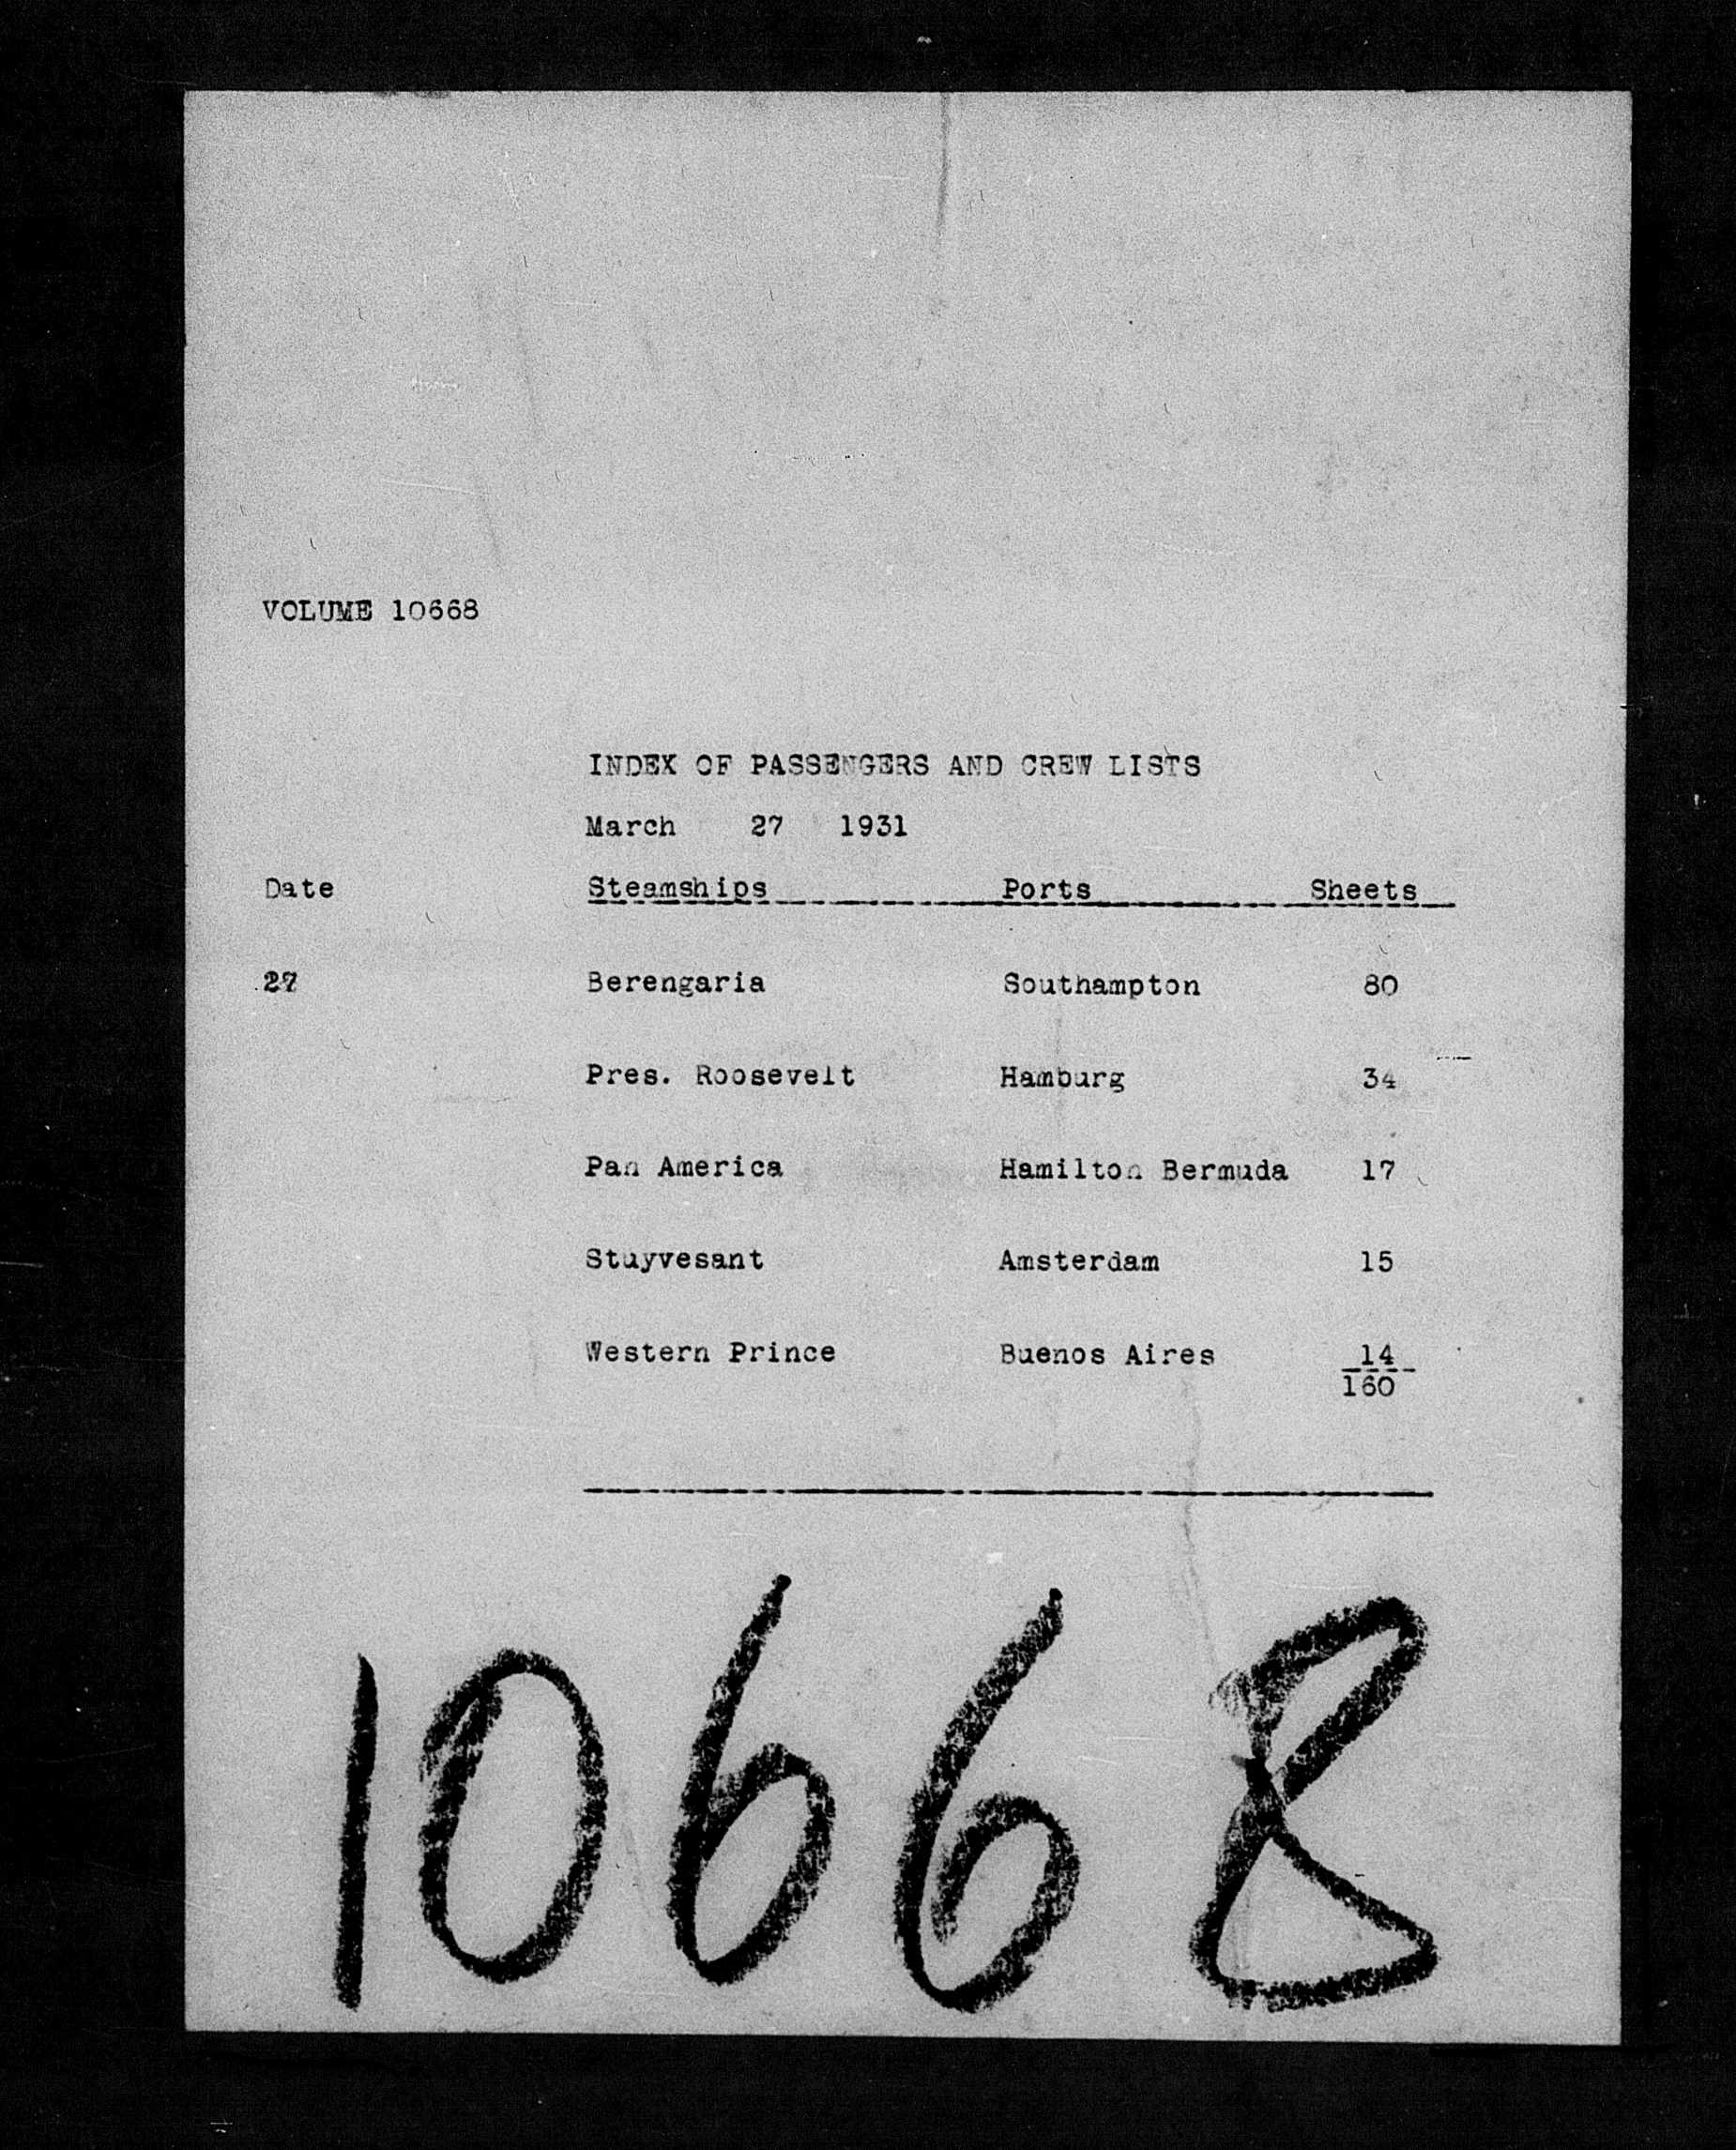 VOLUME 10668
INDEX OF PASSENGERS AND CREW LISTS
March 27 1931
Date Steamships Ports Sheets
27 Berengaria Southampton 80
Pres. Roosevelt Hamburg 34
Pan America Hamilton Bermuda 17
Stuyvesant Amsterdam 15
Western Prince Buenos Aires 14
160
10668